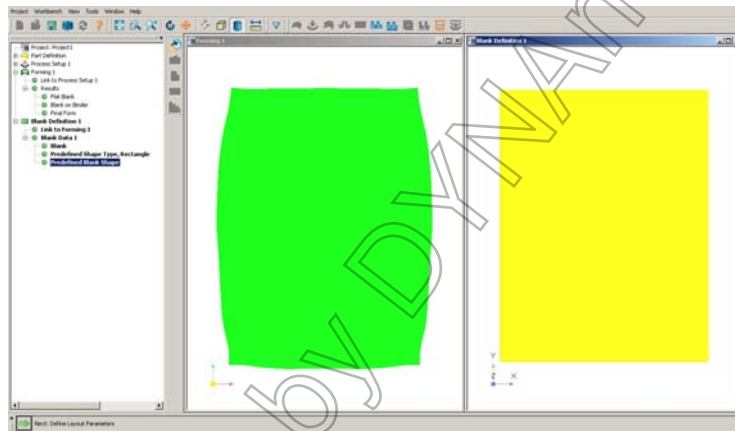 Project Workbench View Tools Window Help
Project: Project1
Part Definition
Process Setup 1
Forming 1
Link to Process Setup 1
Results
Flat Blank
Blank on Binder
Final Form
Blank Definition 1
Link to Forming 1
Blank Data 1
Blank
Predefined Shape Type, Rectangle
Predefined Blank Shape
Forming 1
Blank Definition 1
Y
Y
Z X
Next: Define Layout Parameters
by DYNAm